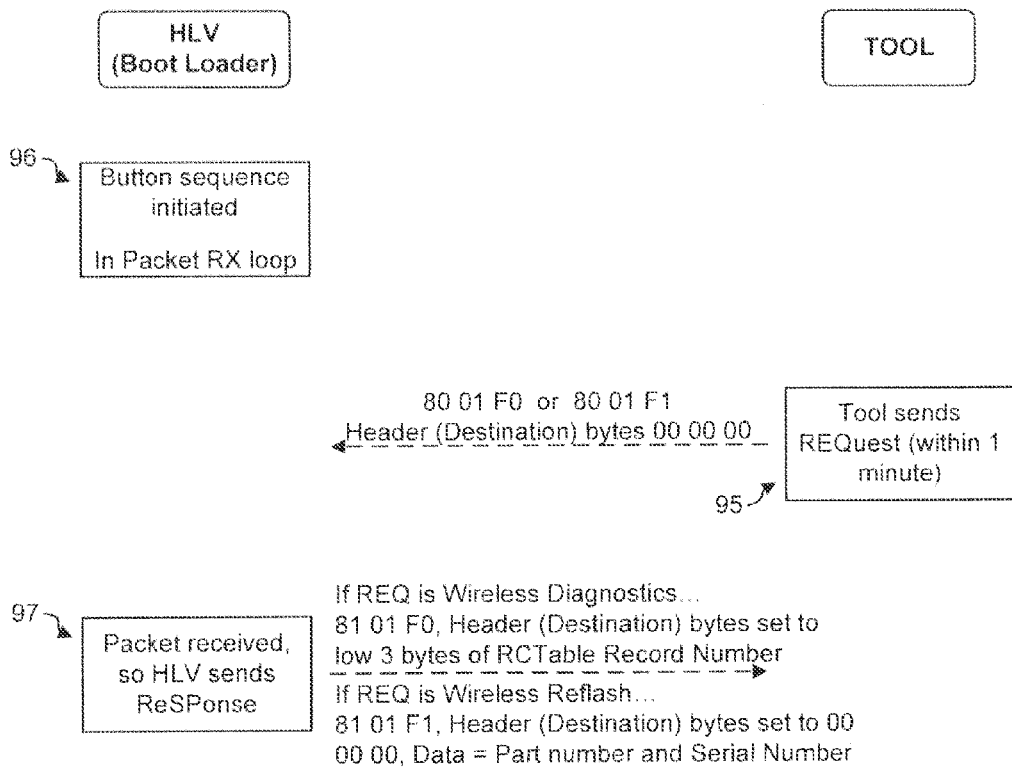 HLV
(Boot Loader)
TOOL
96
Button sequence
initiated
In Packet RX loop
80 01 F0 or 80 01 F1
Header (Destination) bytes 00 00 00
Tool sends
REQuest (within 1
minute)
95
97
Packet received,
so HLV sends
ReSPonse
If REQ is Wireless Diagnostics...
81 01 F0, Header (Destination) bytes set to
low 3 bytes of RCTable Record Number
If REQ is Wireless Reflash...
81 01 F1, Header (Destination) bytes set to 00
00 00, Data = Part number and Serial Number